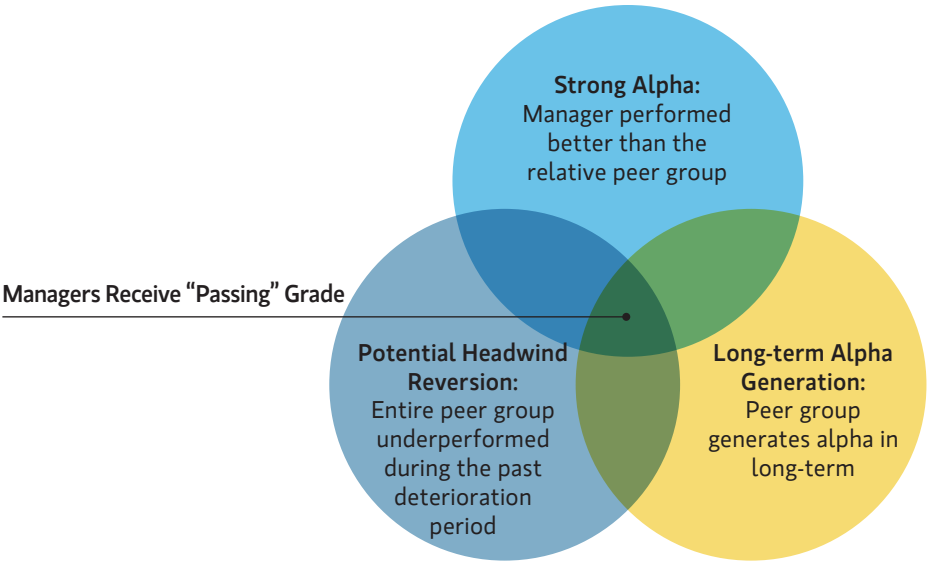 Strong Alpha:
Manager performed
better than the
relative peer group
Managers Receive “Passing” Grade
Potential Headwind
Reversion:
Entire peer group
underperformed
during the past
deterioration
period
Long-term Alpha
Generation:
Peer group
generates alpha in
long-term